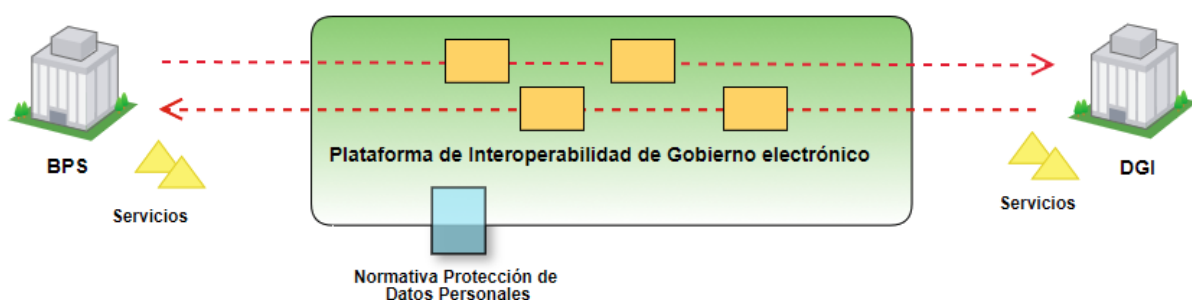 Plataforma de Interoperabilidad de Gobierno electrónico
BPS
DGI
Servicios
Servicios
Normativa Protección de
Datos Personales